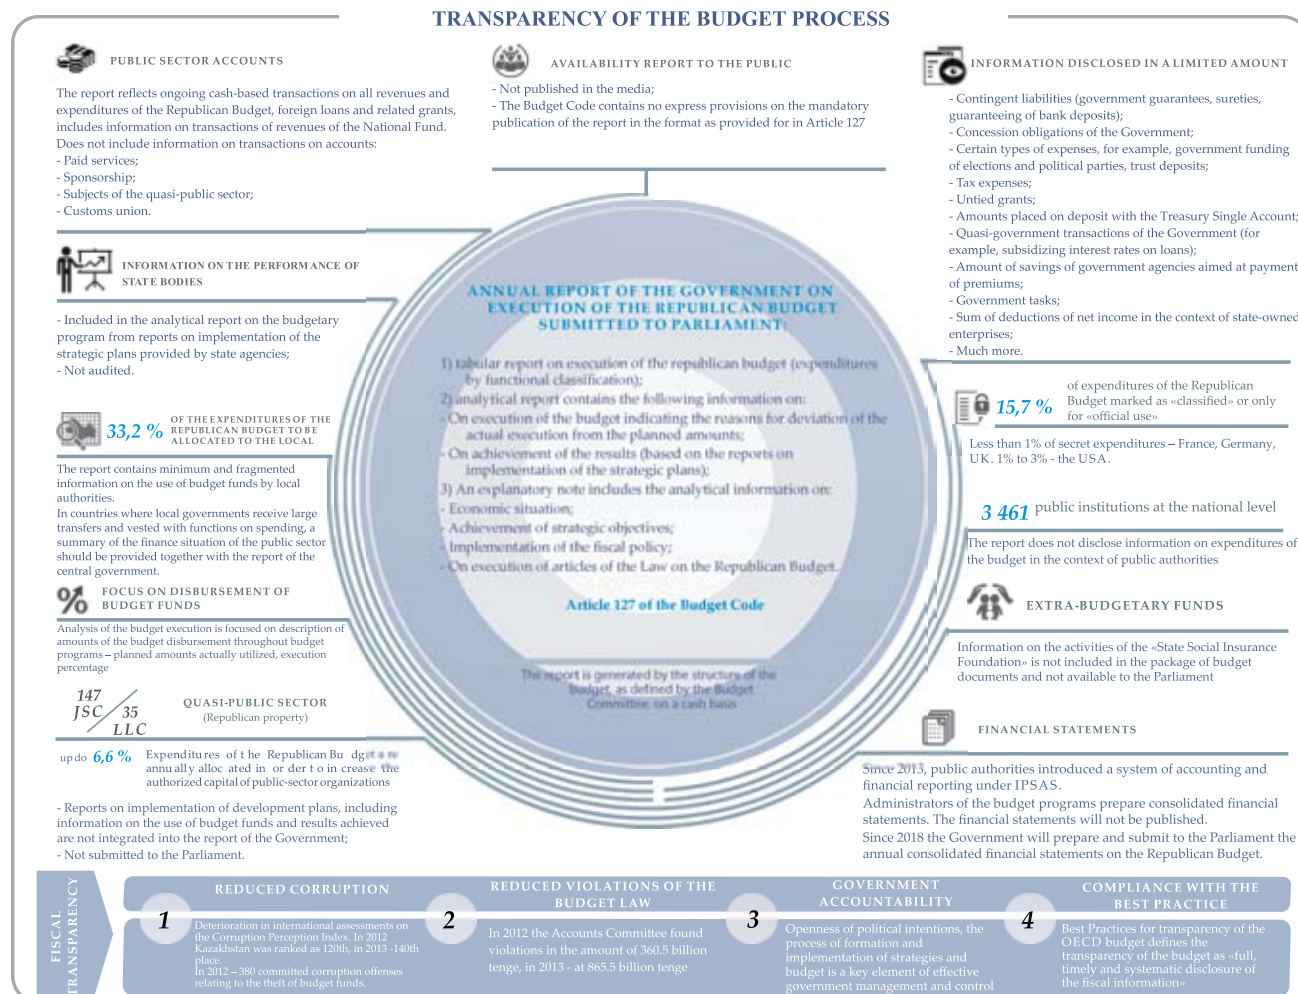 TRANSPARENCY OF THE BUDGET PROCESS
PUBLIC SECTOR ACCOUNTS
The report reflects ongoing cash-based transactions on all revenues and
expenditures of the Republican Budget, foreign loans and related grants,
includes information on transactions of revenues of the National Fund.
Does not include information on transactions on accounts:
- Paid services;
- Sponsorship;
- Subjects of the quasi-public sector;
- Customs union.
INFORMATION ON THE PERFORMANCE OF
STATE BODIES
- Included in the analytical report on the budgetary
program from reports on implementation of the
strategic plans provided by state agencies;
- Not audited.
33,2 %
OF THE EXPENDITURES OF THE
REPUBLICAN BUDGET TO BE
ALLOCATED TO THE LOCAL
The report contains minimum and fragmented
information on the use of budget funds by local
authorities.
In countries where local governments receive large
transfers and vested with functions on spending, a
summary of the finance situation of the public sector
should be provided together with the report of the
central government.
FOCUS ON DISBURSEMENT OF
BUDGET FUNDS
Analysis of the budget execution is focused on description of
amounts of the budget disbursement throughout budget
programs – planned amounts actually utilized, execution
percentage
147
JSC
35
LLC
QUASI-PUBLIC SECTOR
(Republican property)
up do 6,6 %
Expenditures of the Republican Budget are
annually allocated in order to increase the
authorized capital of public-sector organizations
- Reports on implementation of development plans, including
information on the use of budget funds and results achieved
are not integrated into the report of the Government;
- Not submitted to the Parliament.
AVAILABILITY REPORT TO THE PUBLIC
- Not published in the media;
- The Budget Code contains no express provisions on the mandatory
publication of the report in the format as provided for in Article 127
ANNUAL REPORT OF THE GOVERNMENT ON
EXECUTION OF THE REPUBLICAN BUDGET
SUBMITTED TO PARLIAMENT:
1) tabular report on execution of the republican budget (expenditures
by functional classification);
2) analytical report contains the following information on:
- On execution of the budget indicating the reasons for deviation of the
actual execution from the planned amounts;
- On achievement of the results (based on the reports on
implementation of the strategic plans);
3) An explanatory note includes the analytical information on:
- Economic situation;
- Achievement of strategic objectives;
- Implementation of the fiscal policy;
- On execution of articles of the Law on the Republican Budget.
Article 127 of the Budget Code
The report is generated by the structure of the
budget, as defined by the Budget
Committee, on a cash basis
INFORMATION DISCLOSED IN A LIMITED AMOUNT
- Contingent liabilities (government guarantees, sureties,
guaranteeing of bank deposits);
- Concession obligations of the Government;
- Certain types of expenses, for example, government funding
of elections and political parties, trust deposits;
- Tax expenses;
- Untied grants;
- Amounts placed on deposit with the Treasury Single Account;
- Quasi-government transactions of the Government (for
example, subsidizing interest rates on loans);
- Amount of savings of government agencies aimed at payment
of premiums;
- Government tasks;
- Sum of deductions of net income in the context of state-owned
enterprises;
- Much more.
15,7 %
of expenditures of the Republican
Budget marked as «classified» or only
for «official use»
Less than 1% of secret expenditures – France, Germany,
UK. 1% to 3% - the USA.
3 461 public institutions at the national level
The report does not disclose information on expenditures of
the budget in the context of public authorities
EXTRA-BUDGETARY FUNDS
Information on the activities of the «State Social Insurance
Foundation» is not included in the package of budget
documents and not available to the Parliament
FINANCIAL STATEMENTS
Since 2013, public authorities introduced a system of accounting and
financial reporting under IPSAS.
Administrators of the budget programs prepare consolidated financial
statements. The financial statements will not be published.
Since 2018 the Government will prepare and submit to the Parliament the
annual consolidated financial statements on the Republican Budget.
FISCAL
TRANSPARENCY
1
REDUCED CORRUPTION
Deterioration in international assessments on
the Corruption Perception Index. In 2012
Kazakhstan was ranked as 120th, in 2013 -140th
place.
In 2012 – 380 committed corruption offenses
relating to the theft of budget funds.
2
REDUCED VIOLATIONS OF THE
BUDGET LAW
In 2012 the Accounts Committee found
violations in the amount of 360.5 billion
tenge, in 2013 - at 865.5 billion tenge
3
GOVERNMENT
ACCOUNTABILITY
Openness of political intentions, the
process of formation and
implementation of strategies and
budget is a key element of effective
government management and control
4
COMPLIANCE WITH THE
BEST PRACTICE
Best Practices for transparency of the
OECD budget defines the
transparency of the budget as «full,
timely and systematic disclosure of
the fiscal information»